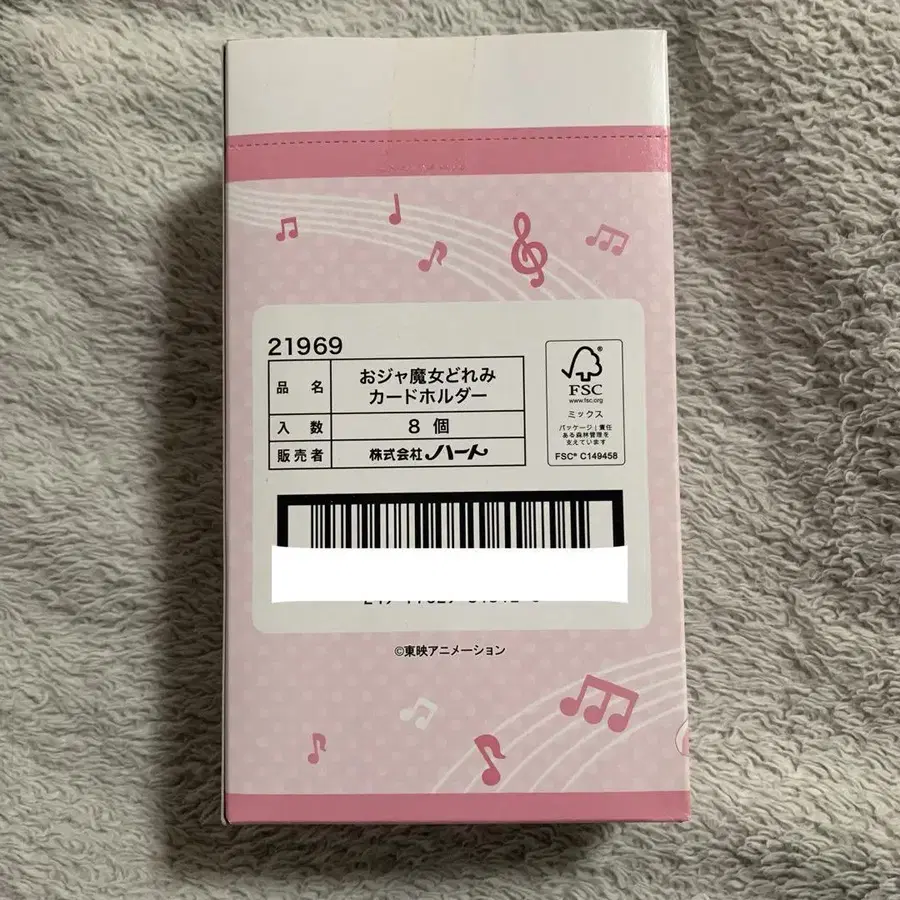 21969
品 名
おジャ魔女どれみ
カードホルダー
入 数
8 個
販売者
株式会社ハート
FSC
www.fsc.org
ミックス
パッケージ|責任
ある森林管理を
支えています
FSC® C149458
©東映アニメーション